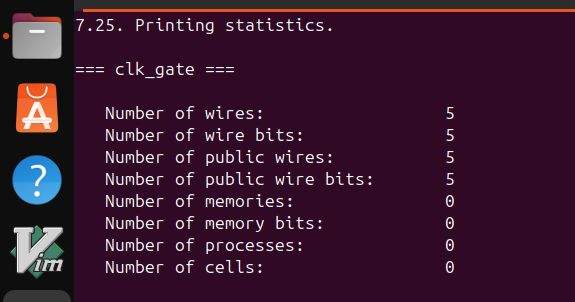 7.25. Printing statistics.
=== clk_gate ===
Number of wires: 5
Number of wire bits: 5
Number of public wires: 5
Number of public wire bits: 5
Number of memories: 0
Number of memory bits: 0
Number of processes: 0
Number of cells: 0
A
?
Vim